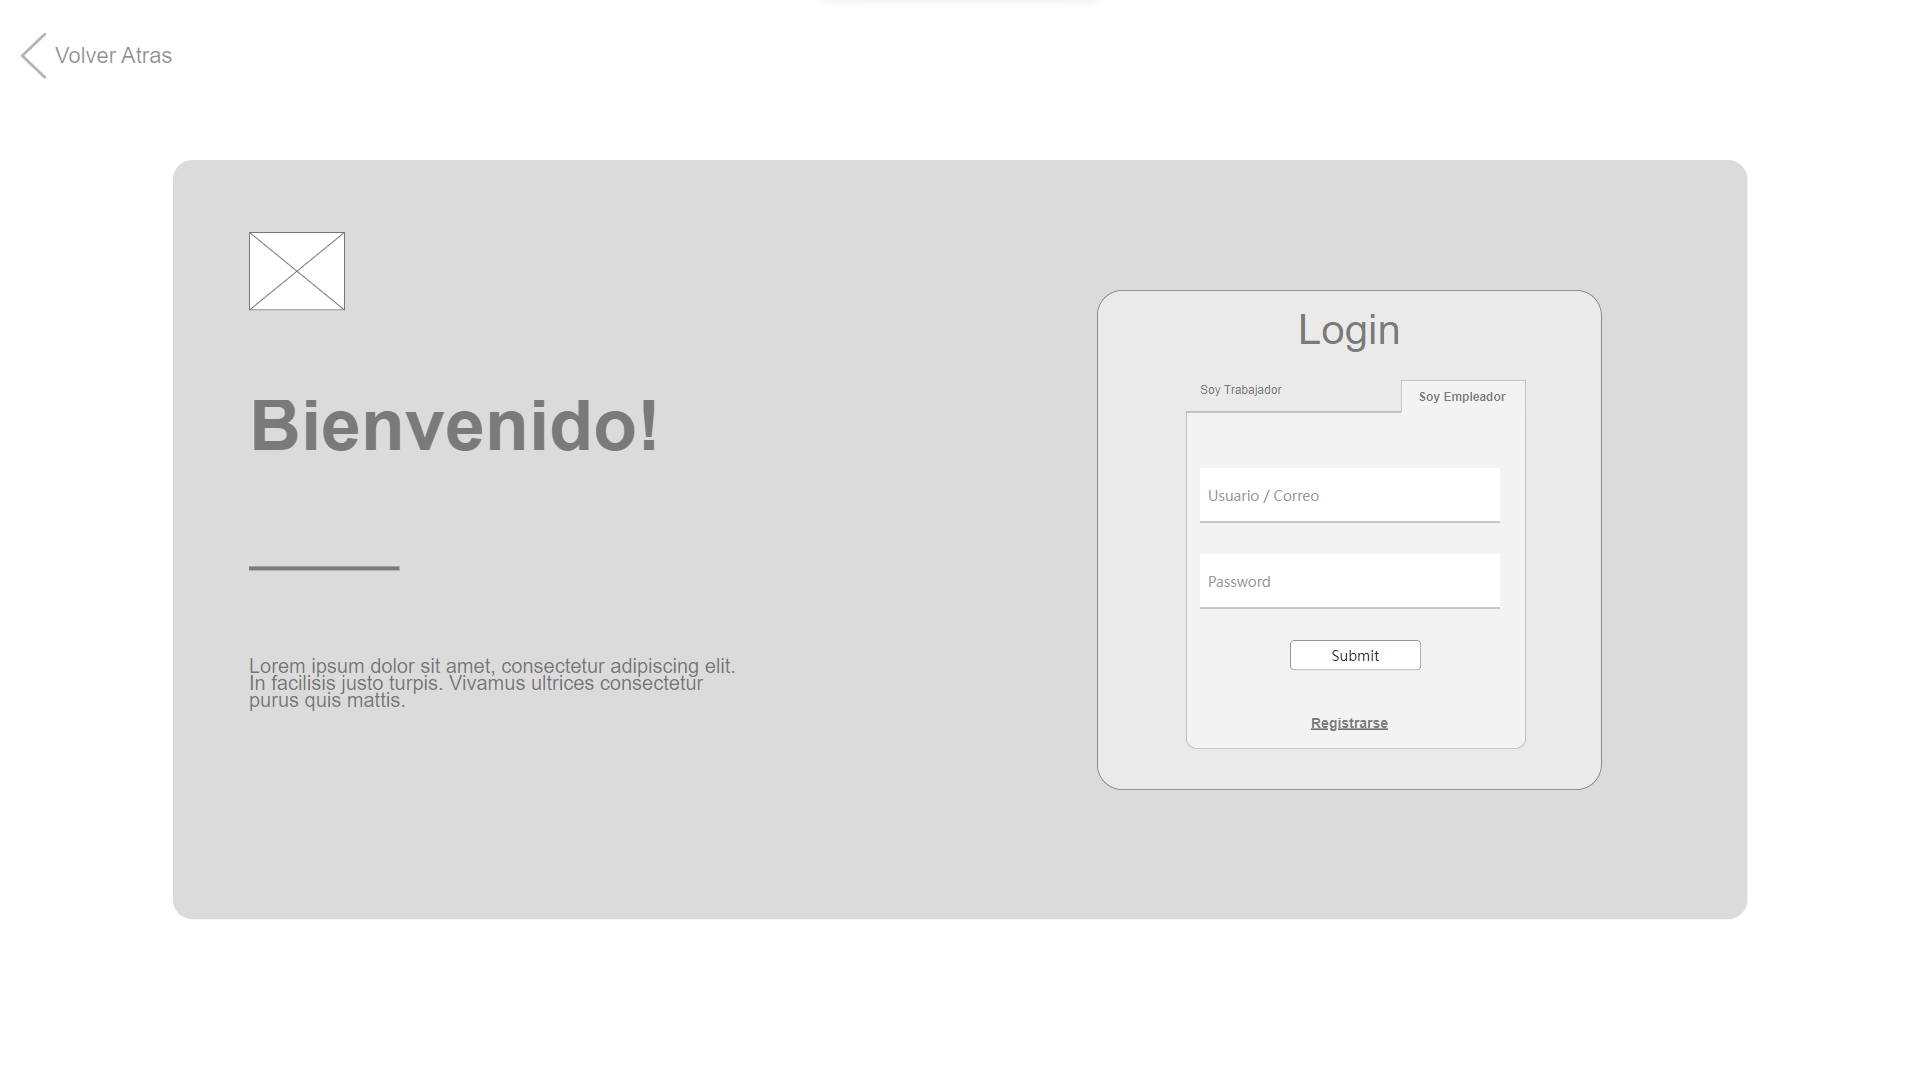 Volver Atras
Bienvenido!
Lorem ipsum dolor sit amet, consectetur adipiscing elit.
In facilisis justo turpis. Vivamus ultrices consectetur
purus quis mattis.
Login
Soy Trabajador
Soy Empleador
Usuario / Correo
Password
Submit
Registrarse